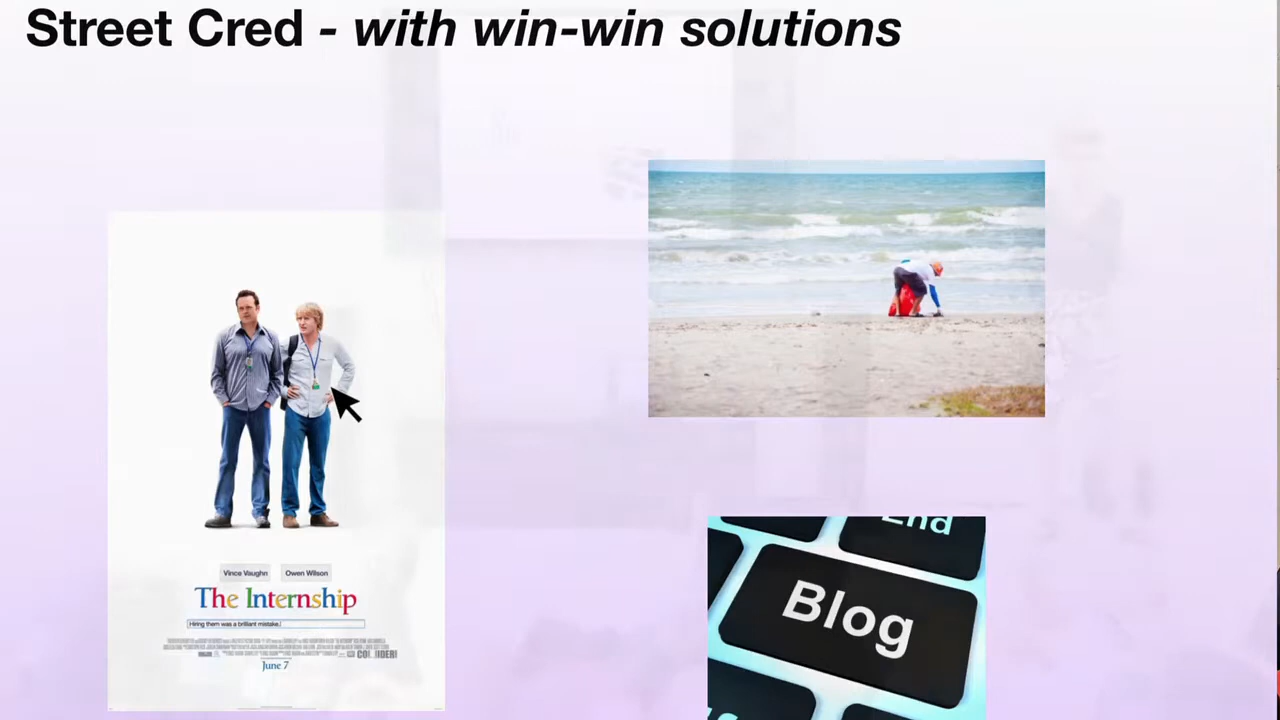 Street Cred - with win-win solutions
Vince Vaughn Owen Wilson
The Internship
Hiring them was a brilliant mistake.
COLLIDER!
June 7
End
Blog